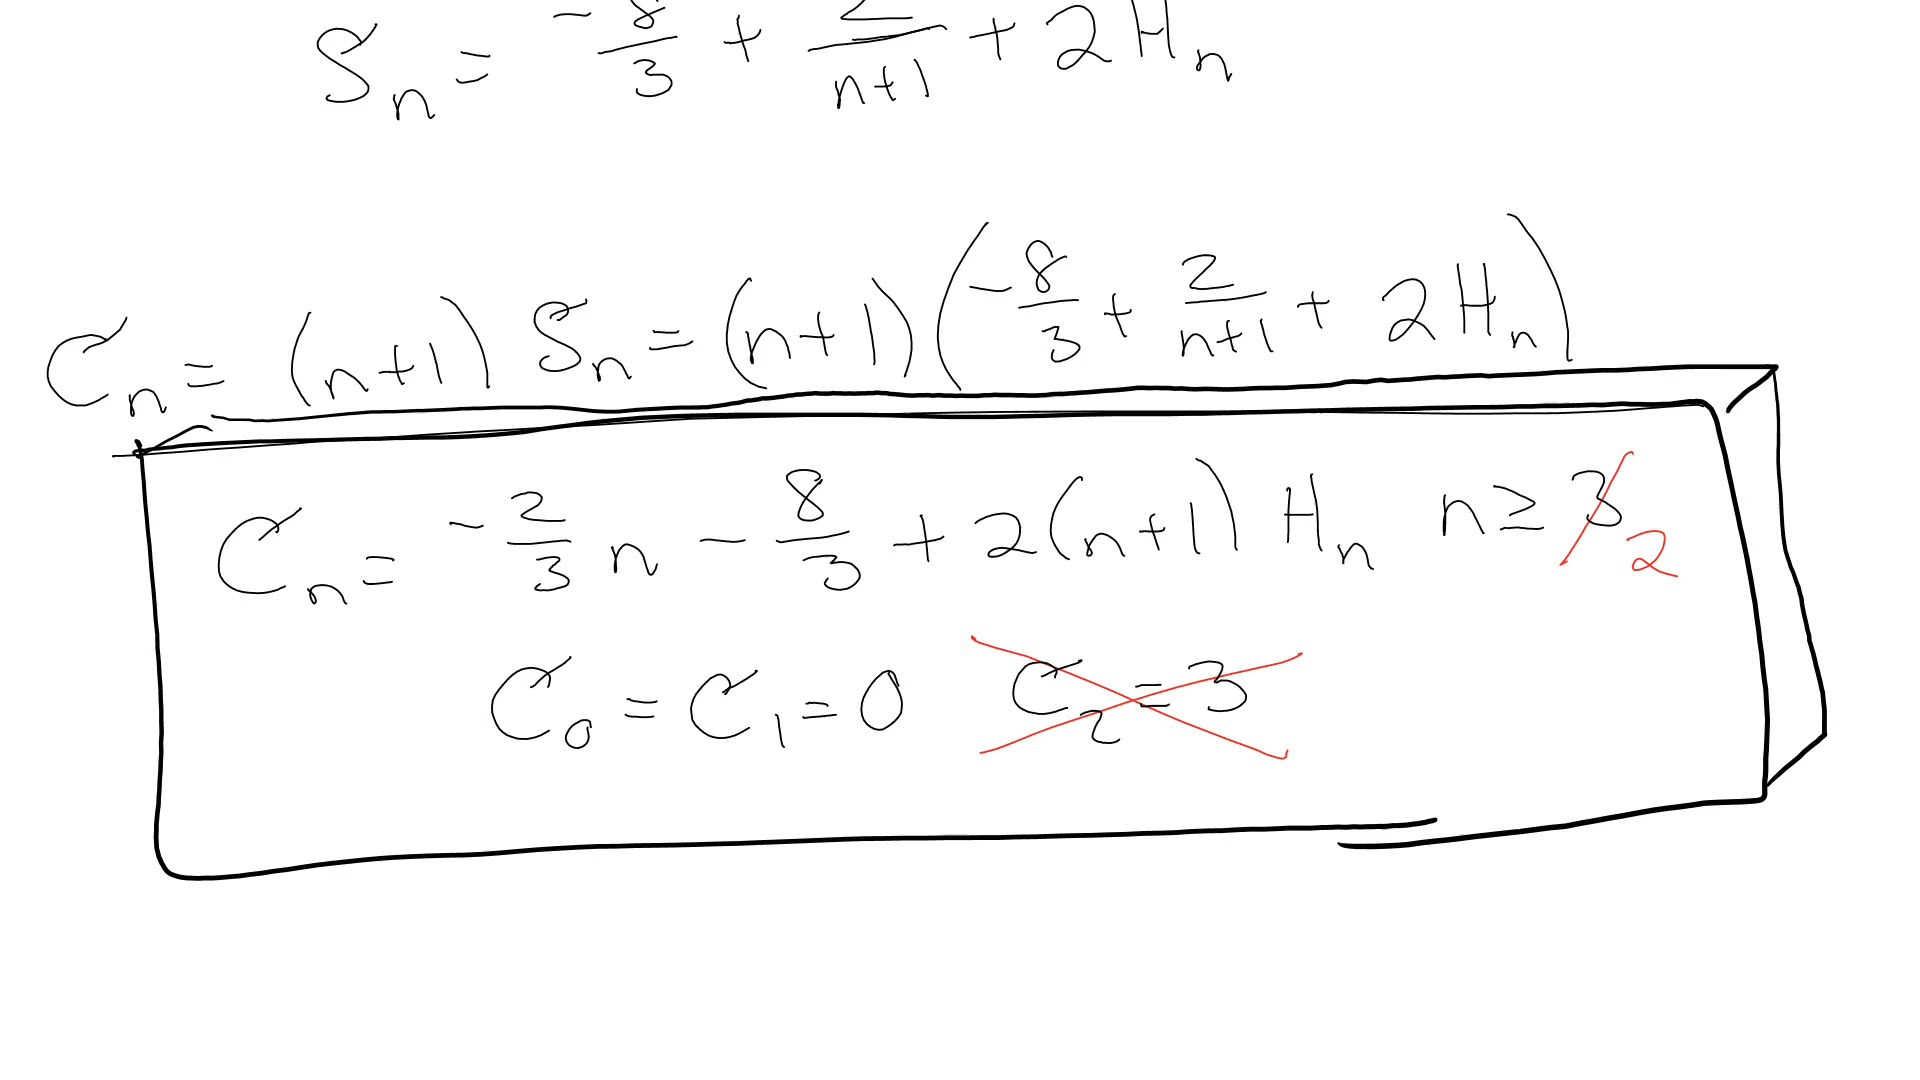 S_n = -8/3 + 2/(n+1) + 2H_n
C_n = (n+1) S_n = (n+1) (-8/3 + 2/(n+1) + 2H_n)
C_n = -2/3 n - 8/3 + 2(n+1) H_n n ≥ 3 2
C_0 = C_1 = 0 C_2 = 3